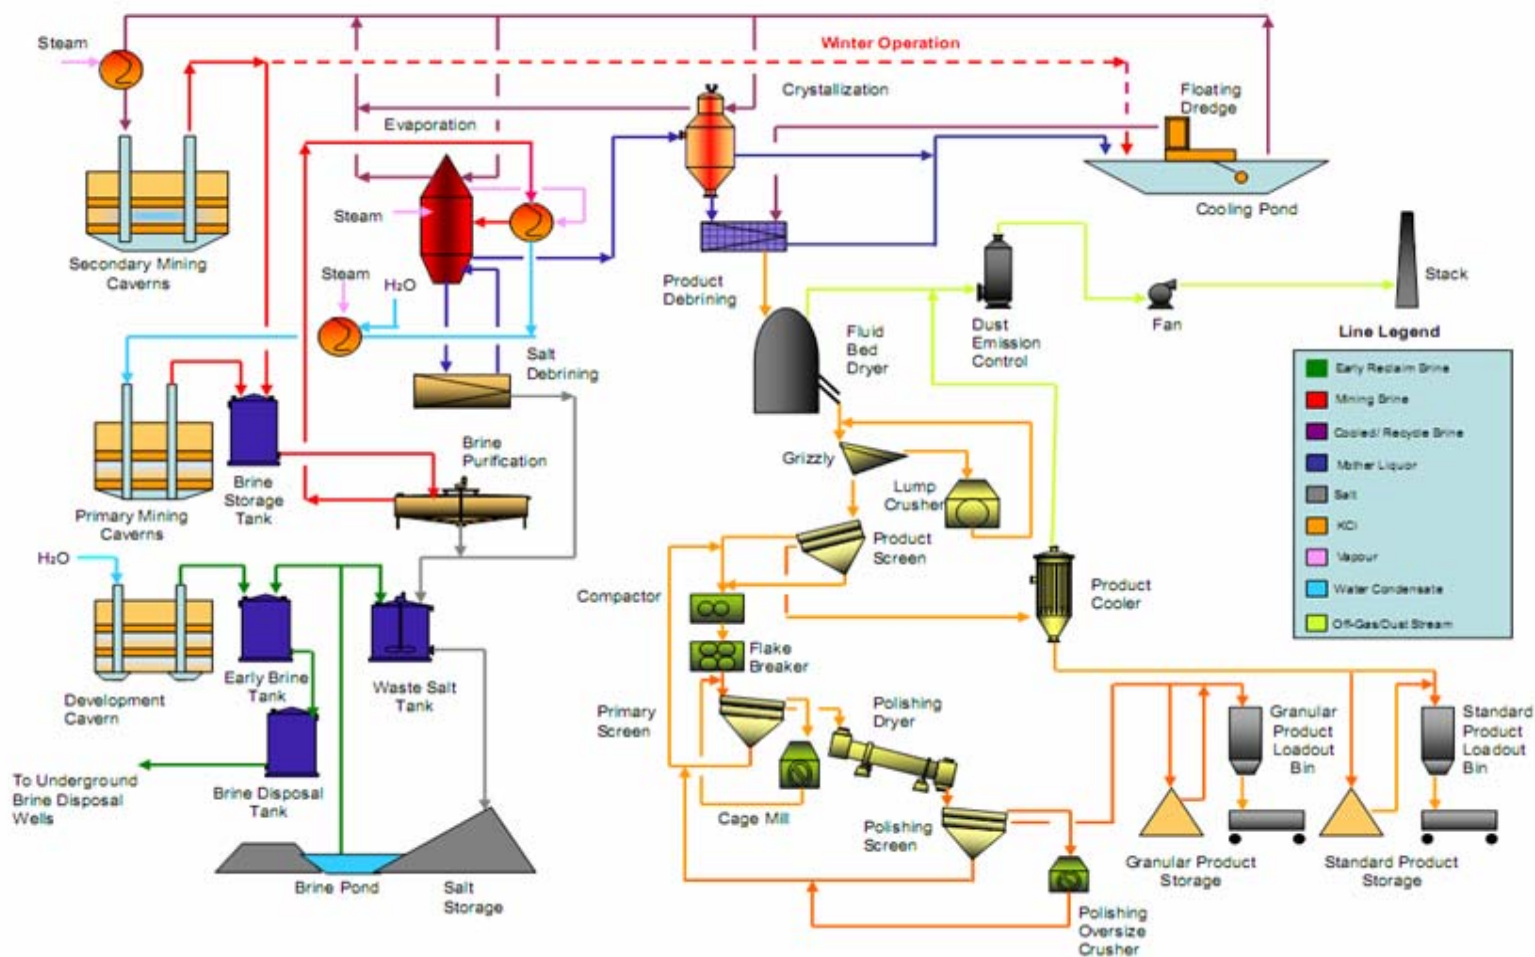 Steam
Winter Operation
Crystallization
Floating
Dredge
Evaporation
Steam
Cooling Pond
Secondary Mining
Caverns
Steam
H₂O
Product
Debrining
Stack
Dust
Emission
Control
Fan
Fluid
Bed
Dryer
Salt
Debrining
Line Legend
Early Reclaim Brine
Mining Brine
Cooled/ Recycle Brine
Mother Liquor
Salt
KCl
Vapour
Water Condensate
Off-Gas/Dust Stream
Brine
Purification
Grizzly
Lump
Crusher
Brine
Storage
Tank
Primary Mining
Caverns
Product
Screen
H₂O
Compactor
Product
Cooler
Flake
Breaker
Early Brine
Tank
Waste Salt
Tank
Development
Cavern
Primary
Screen
Polishing
Dryer
Granular
Product
Loadout
Bin
Standard
Product
Loadout
Bin
To Underground
Brine Disposal
Wells
Brine Disposal
Tank
Cage Mill
Polishing
Screen
Granular Product
Storage
Standard Product
Storage
Brine Pond
Salt
Storage
Polishing
Oversize
Crusher